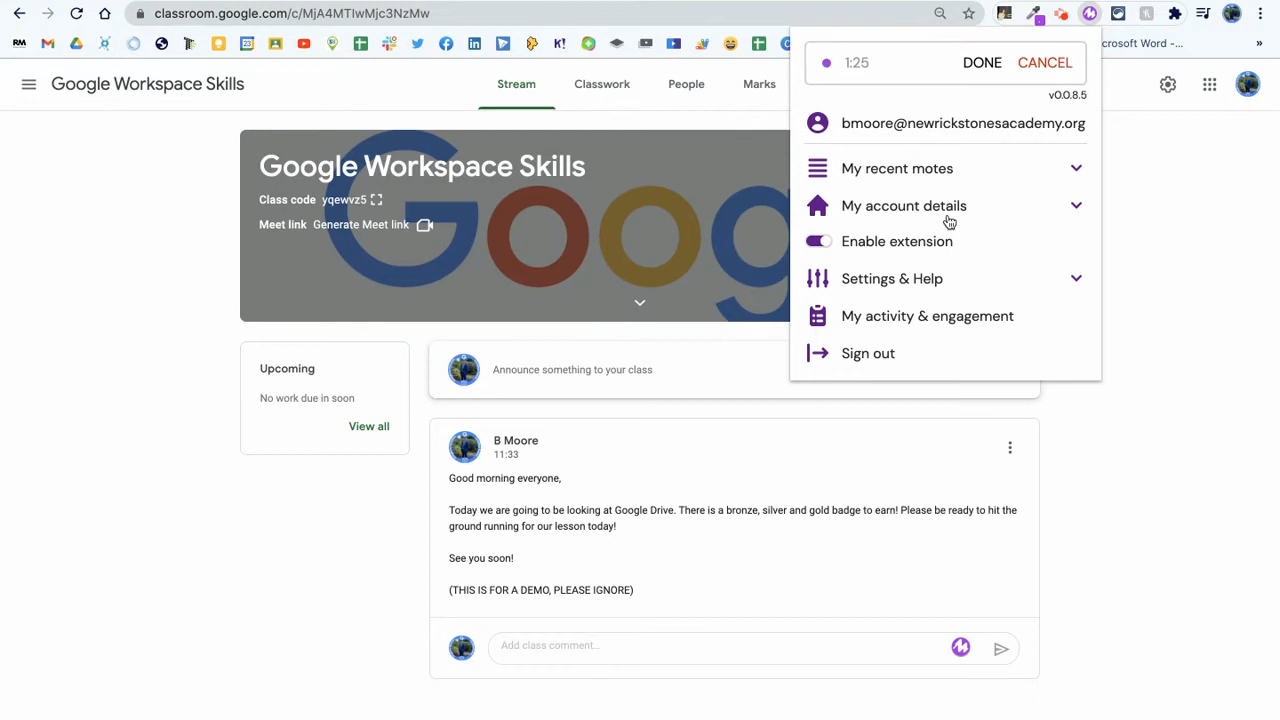 classroom.google.com/c/MjA4MTIwMjc3NzMw
RM
31
K!
crosoft Word -...
»
Google Workspace Skills
Stream
Classwork
People
Marks
1:25
DONE
CANCEL
v0.0.8.5
bmoore@newrickstonesacademy.org
My recent motes
My account details
Enable extension
Settings & Help
My activity & engagement
Sign out
Google Workspace Skills
Class code yqewvz5
Meet link Generate Meet link
Upcoming
No work due in soon
View all
Announce something to your class
B Moore
11:33
Good morning everyone,
Today we are going to be looking at Google Drive. There is a bronze, silver and gold badge to earn! Please be ready to hit the
ground running for our lesson today!
See you soon!
(THIS IS FOR A DEMO, PLEASE IGNORE)
Add class comment...